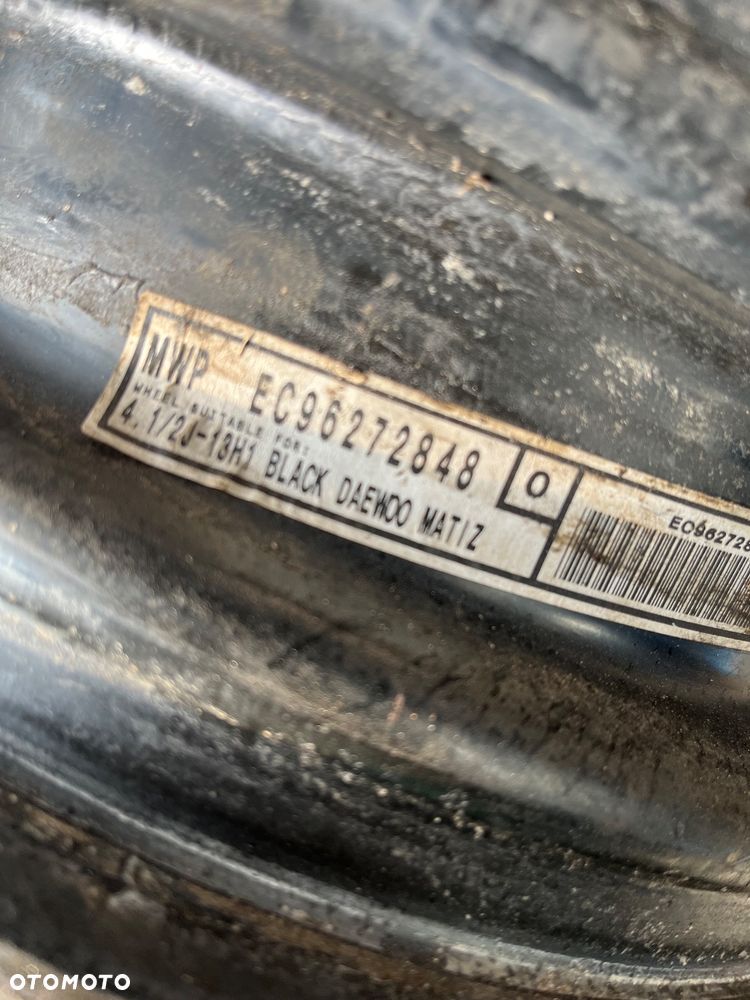 MWP EC96272848
WHEEL SUITABLE FOR:
4.1/2J-13H1 BLACK DAEWOO MATIZ
O
EC962728
OTOMOTO